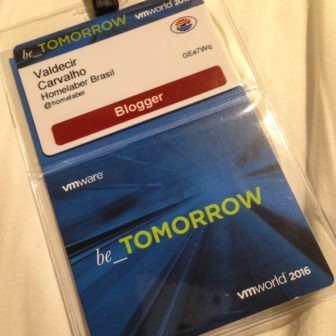 be_TOMORROW vmworld 2016
Valdecir
Carvalho
Homelaber Brasil
@homelaber
GEe7Wq
Blogger
vmware
be_TOMORROW
vmworld 2016